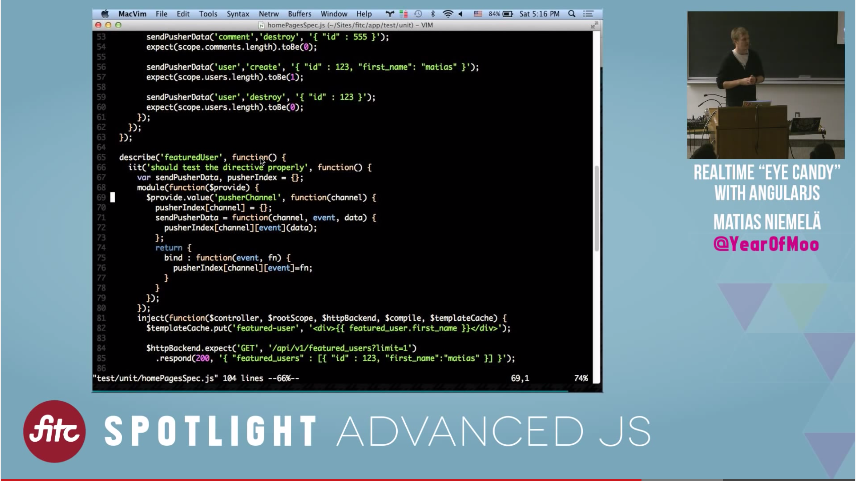 MacVim File Edit Tools Syntax Netrw Buffers Window Help 84% Sat 5:16 PM
homePagesSpec.js (~/Sites/fitc/app/test/unit) - VIM
53 sendPusherData('comment','destroy', '{ "id" : 555 }');
54 expect(scope.comments.length).toBe(0);
55
56 sendPusherData('user','create', '{ "id" : 123, "first_name": "matias" }');
57 expect(scope.users.length).toBe(1);
58
59 sendPusherData('user','destroy', '{ "id" : 123 }');
60 expect(scope.users.length).toBe(0);
61 });
62 });
63 });
64
65 describe('featuredUser', function() {
66 iit('should test the directive properly', function() {
67 var sendPusherData, pusherIndex = {};
68 module(function($provide) {
69 $provide.value('pusherChannel', function(channel) {
70 pusherIndex[channel] = {};
71 sendPusherData = function(channel, event, data) {
72 pusherIndex[channel][event](data);
73 };
74 return {
75 bind : function(event, fn) {
76 pusherIndex[channel][event]=fn;
77 }
78 }
79 });
80 });
81 inject(function($controller, $rootScope, $httpBackend, $compile, $templateCache) {
82 $templateCache.put('featured-user', '<div>{{ featured_user.first_name }}</div>');
83
84 $httpBackend.expect('GET', '/api/v1/featured_users?limit=1')
85 .respond(200, '{ "featured_users" : [{ "id" : 123, "first_name":"matias" }] }');
86
"test/unit/homePagesSpec.js" 104 lines --66%-- 69,1 74%
REALTIME “EYE CANDY”
WITH ANGULARJS
MATIAS NIEMELÄ
@YearOfMoo
fitc SPOTLIGHT ADVANCED JS